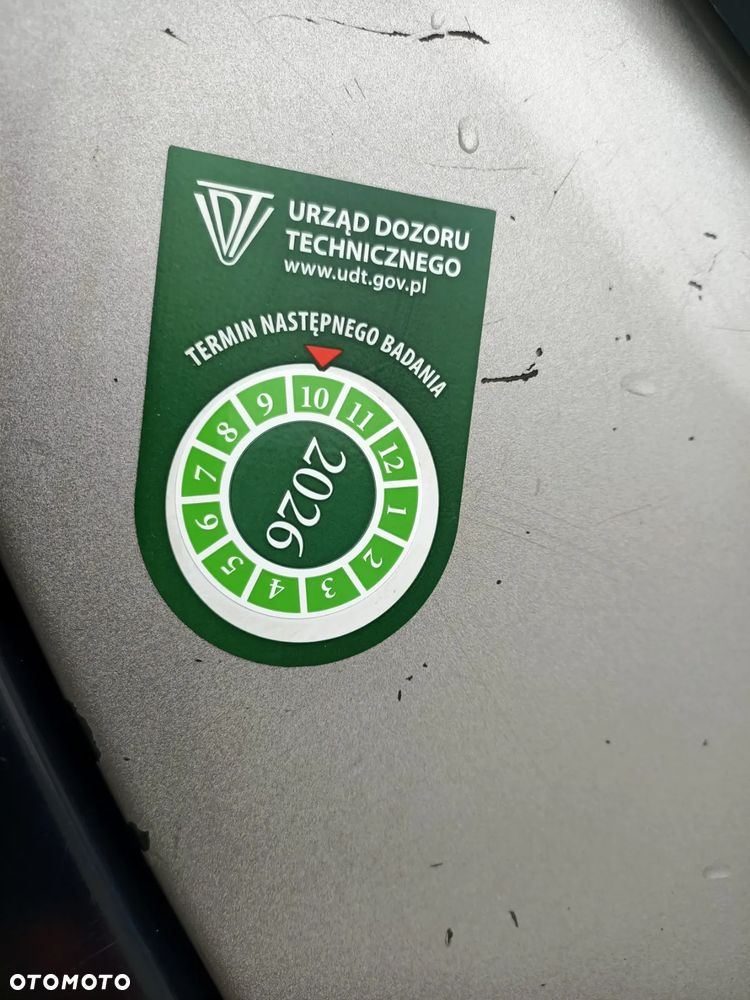 UDT
URZĄD DOZORU
TECHNICZNEGO
www.udt.gov.pl
TERMIN NASTĘPNEGO BADANIA
1 2 3 4 5 6 7 8 9 10 11 12
2026
OTOMOTO